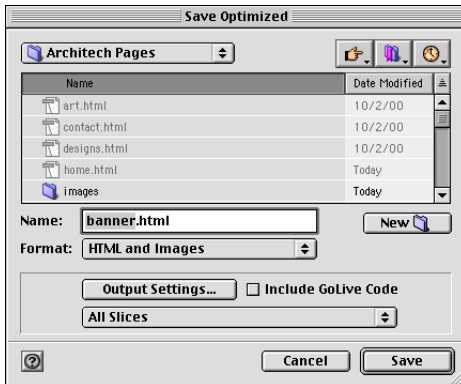 Save Optimized
Architech Pages
Name Date Modified
art.html 10/2/00
contact.html 10/2/00
designs.html 10/2/00
home.html Today
images Today
Name: banner.html New
Format: HTML and Images
Output Settings... Include GoLive Code
All Slices
? Cancel Save